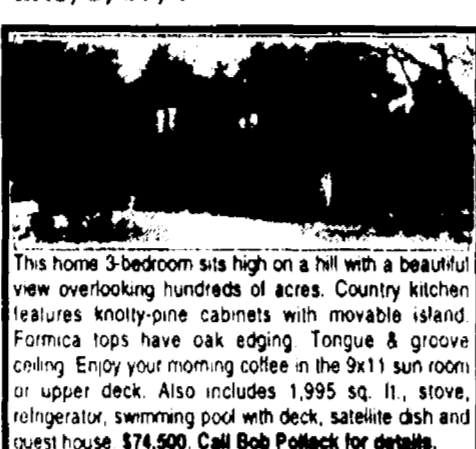 This home 3-bedroom sits high on a hill with a beautiful
view overlooking hundreds of acres. Country kitchen
features knotty-pine cabinets with movable island.
Formica tops have oak edging. Tongue & groove
ceiling. Enjoy your morning coffee in the 9x11 sun room
or upper deck. Also includes 1,995 sq. ft., stove,
refrigerator, swimming pool with deck, satellite dish and
guest house. $74,500. Call Bob Pollack for details.